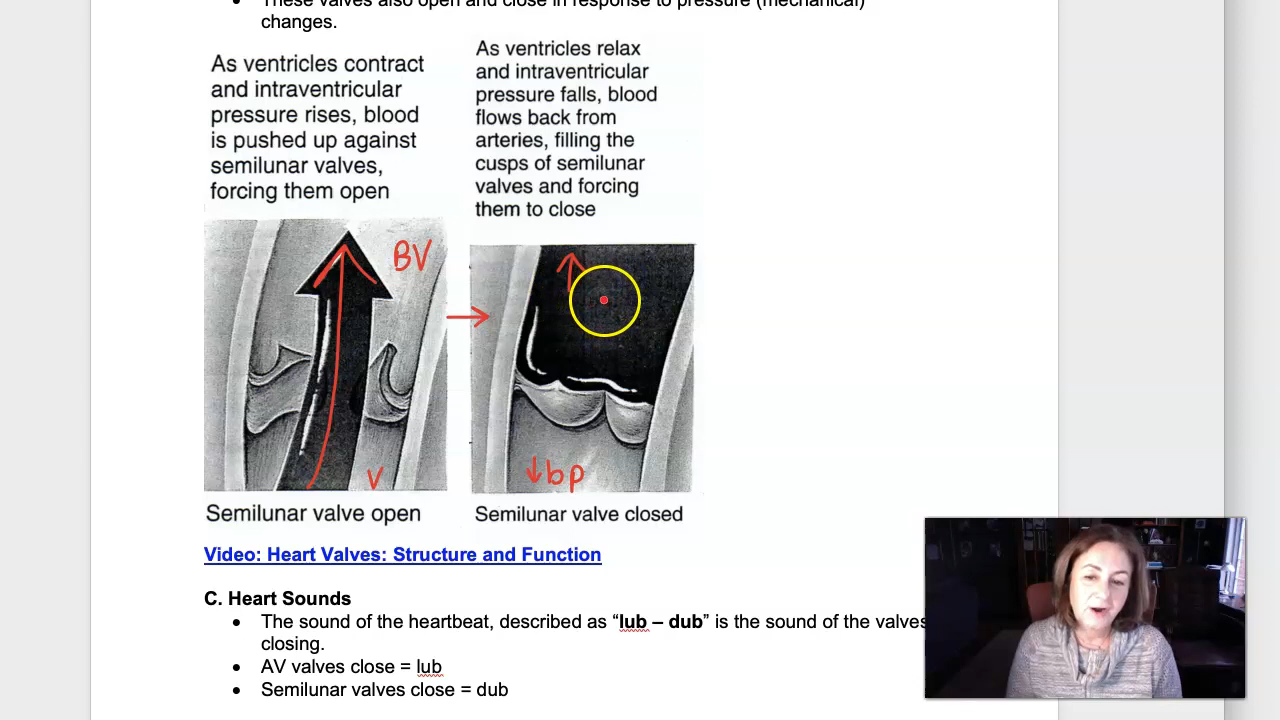 These valves also open and close in response to pressure (mechanical)
changes.
As ventricles contract
and intraventricular
pressure rises, blood
is pushed up against
semilunar valves,
forcing them open
As ventricles relax
and intraventricular
pressure falls, blood
flows back from
arteries, filling the
cusps of semilunar
valves and forcing
them to close
BV
V
↓bp
Semilunar valve open
Semilunar valve closed
Video: Heart Valves: Structure and Function
C. Heart Sounds
• The sound of the heartbeat, described as “lub – dub” is the sound of the valves
closing.
• AV valves close = lub
• Semilunar valves close = dub